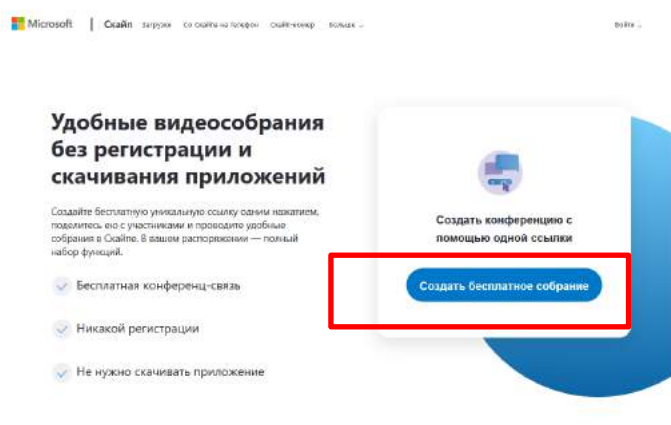 Microsoft | Скайп Загрузки Со Скайпа на телефон Скайп-номер Больше
Войти
Удобные видеособрания
без регистрации и
скачивания приложений
Создайте бесплатную уникальную ссылку одним нажатием,
поделитесь ею с участниками и проводите удобные
собрания в Скайпе. В вашем распоряжении — полный
набор функций.
Бесплатная конференц-связь
Никакой регистрации
Не нужно скачивать приложение
Создать конференцию с
помощью одной ссылки
Создать бесплатное собрание